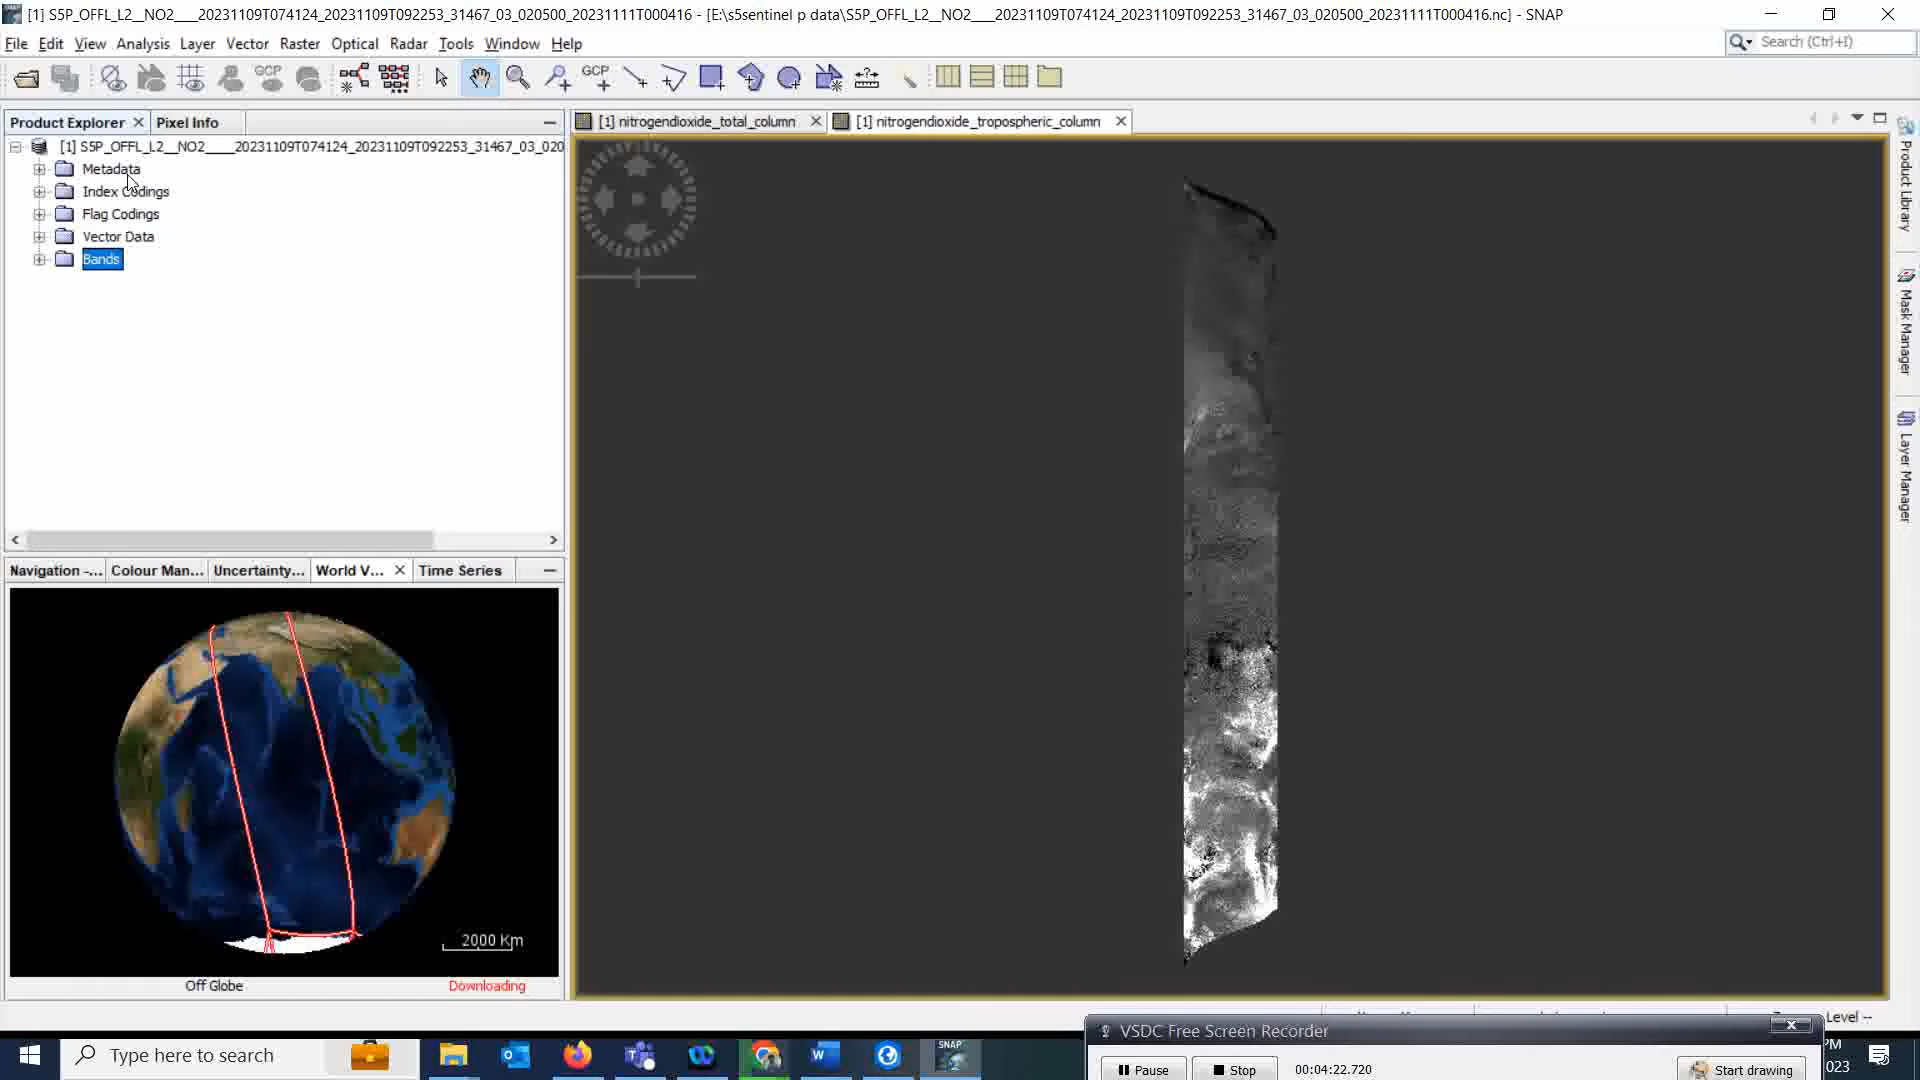 [1] S5P_OFFL_L2__NO2____20231109T074124_20231109T092253_31467_03_020500_20231111T000416 - [E:\s5sentinel p data\S5P_OFFL_L2__NO2____20231109T074124_20231109T092253_31467_03_020500_20231111T000416.nc] - SNAP
File Edit View Analysis Layer Vector Raster Optical Radar Tools Window Help
Search (Ctrl+I)
GCP GCP
Product Explorer Pixel Info
[1] nitrogendioxide_total_column [1] nitrogendioxide_tropospheric_column
[1] S5P_OFFL_L2__NO2____20231109T074124_20231109T092253_31467_03_020
Metadata
Index Codings
Flag Codings
Vector Data
Bands
Product Library
Mask Manager
Layer Manager
Navigation -... Colour Man... Uncertainty... World V... Time Series
2000 Km
Off Globe Downloading
Level --
VSDC Free Screen Recorder
Type here to search
SNAP
Pause Stop 00:04:22.720 Start drawing
PM
023